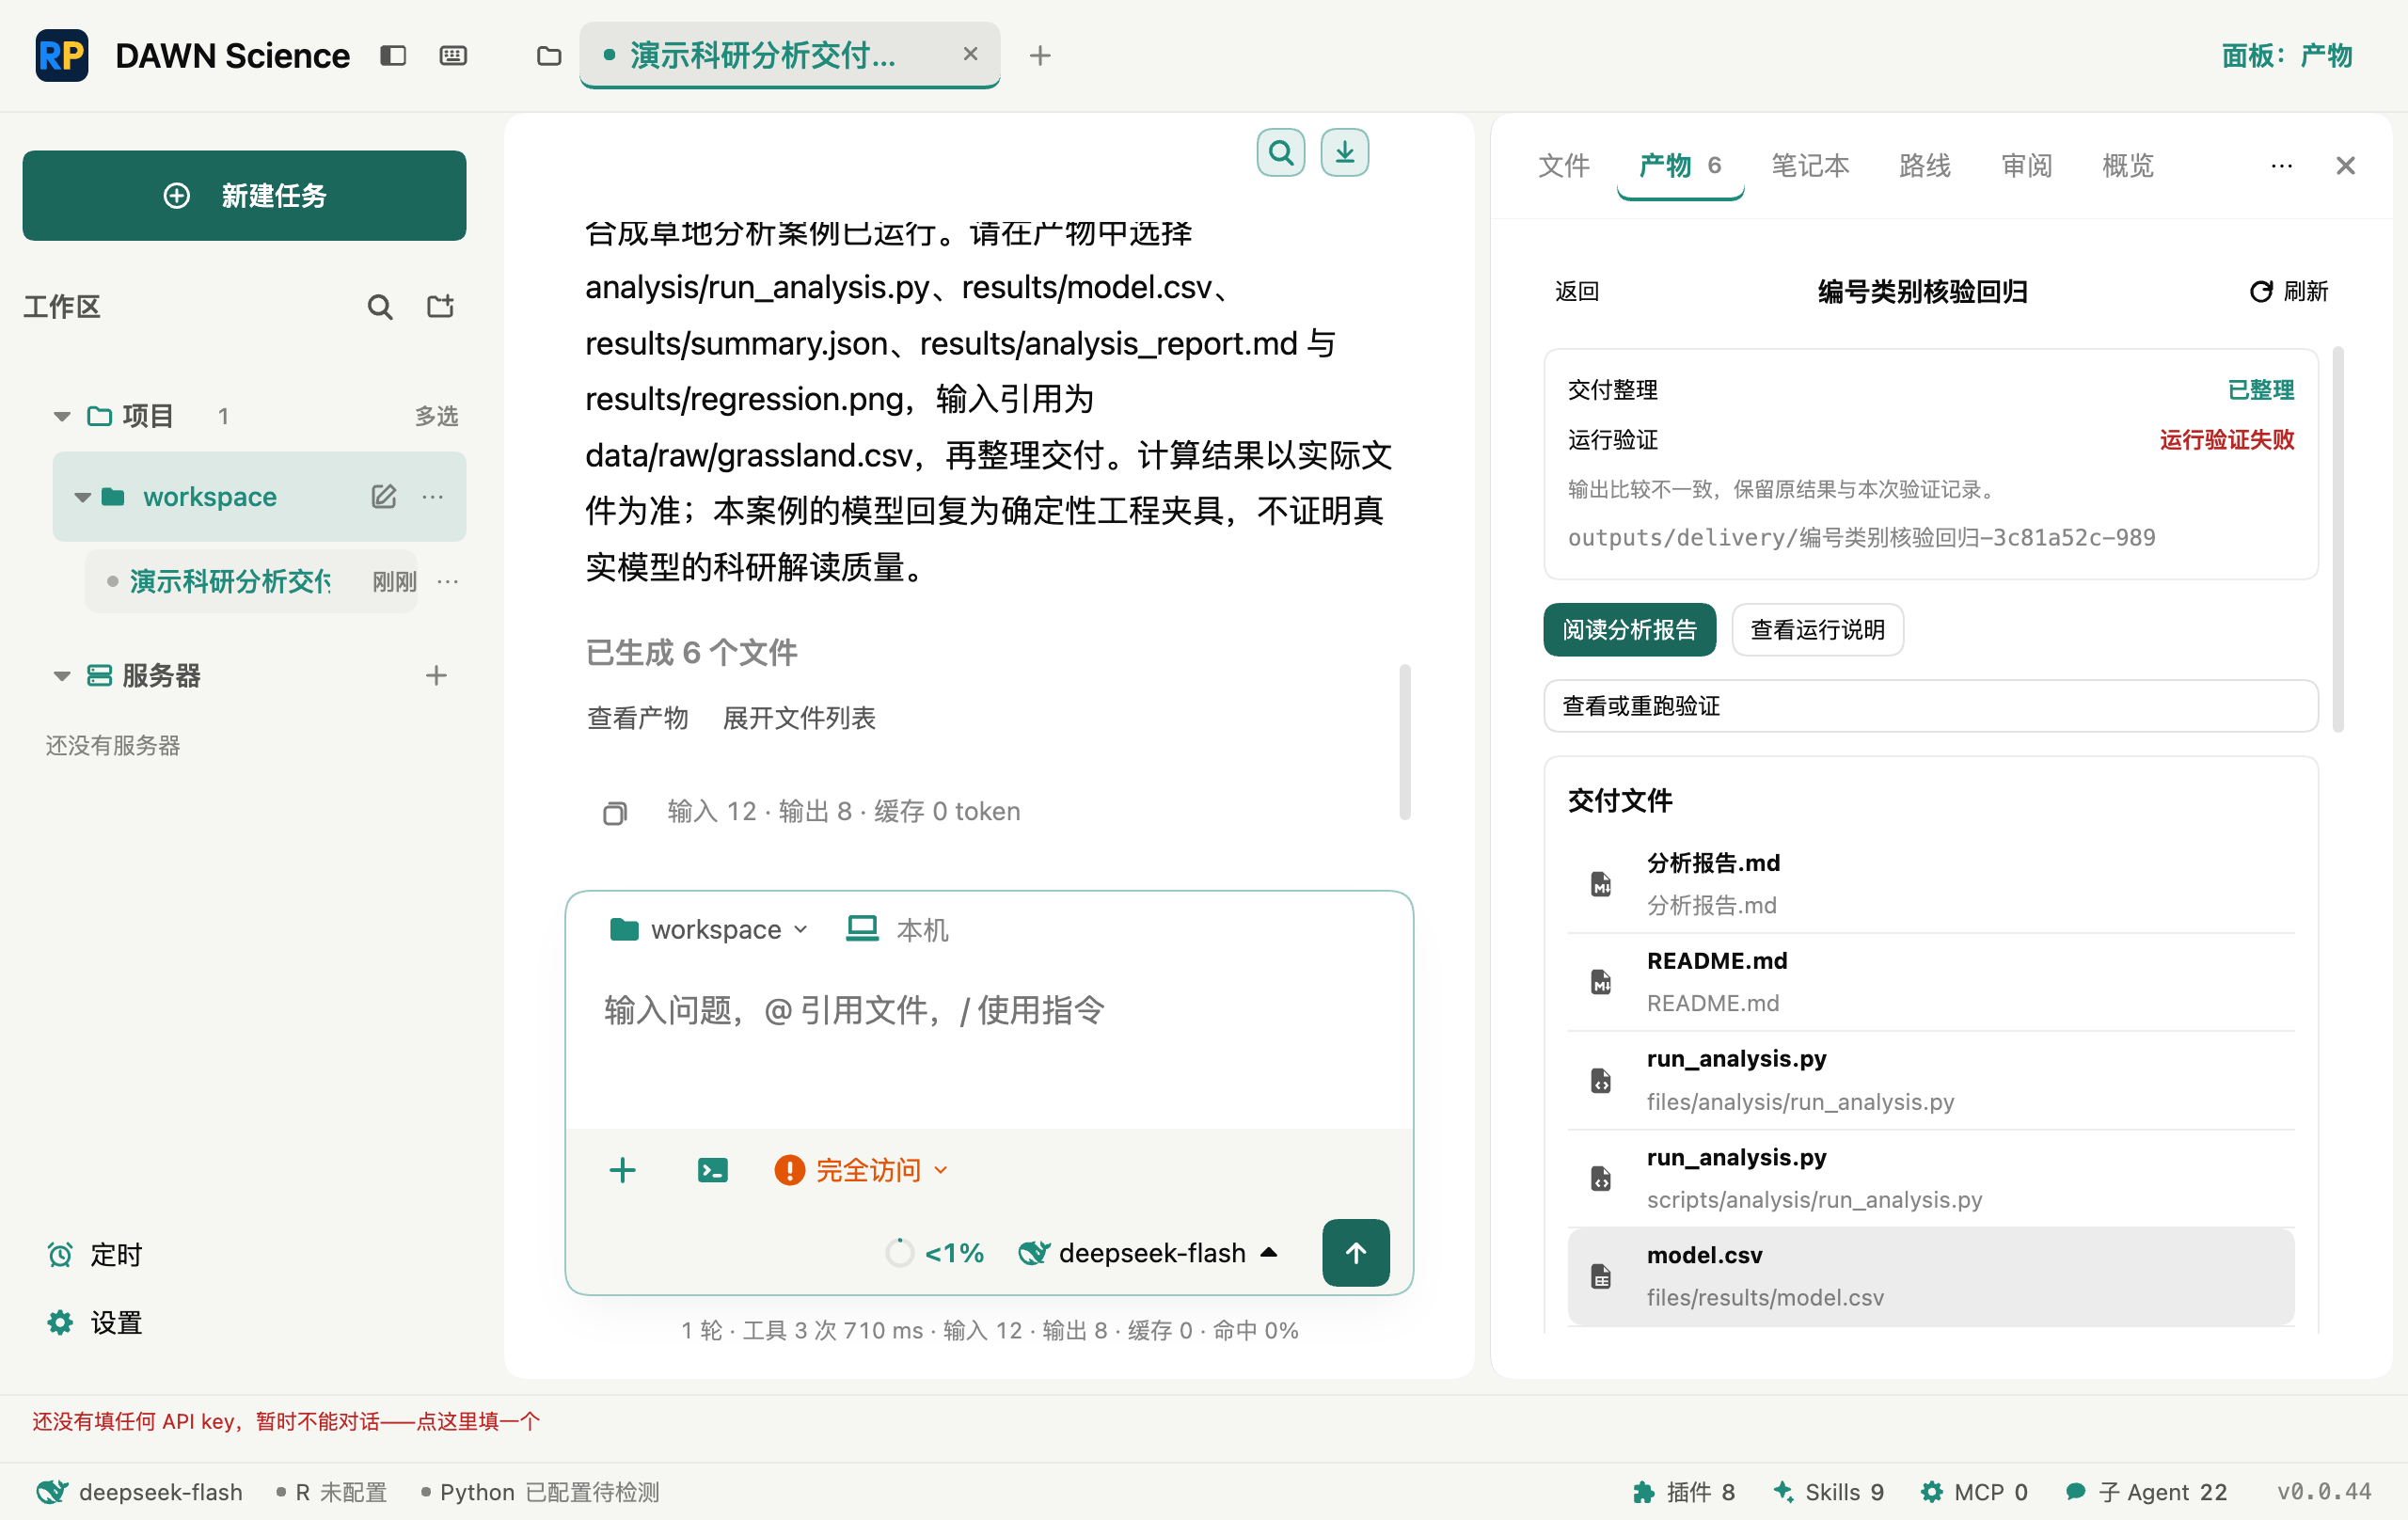 RP DAWN Science
演示科研分析交付...
面板：产物
新建任务
工作区
项目 1 多选
workspace
演示科研分析交付 刚刚
服务器
还没有服务器
定时
设置
合成草地分析案例已运行。请在产物中选择
analysis/run_analysis.py、results/model.csv、
results/summary.json、results/analysis_report.md 与
results/regression.png，输入引用为
data/raw/grassland.csv，再整理交付。计算结果以实际文
件为准；本案例的模型回复为确定性工程夹具，不证明真
实模型的科研解读质量。
已生成 6 个文件
查看产物 展开文件列表
输入 12 · 输出 8 · 缓存 0 token
workspace 本机
输入问题，@ 引用文件，/ 使用指令
完全访问
<1% deepseek-flash
1 轮 · 工具 3 次 710 ms · 输入 12 · 输出 8 · 缓存 0 · 命中 0%
文件 产物 6 笔记本 路线 审阅 概览 ...
返回 编号类别核验回归 刷新
交付整理 已整理
运行验证 运行验证失败
输出比较不一致，保留原结果与本次验证记录。
outputs/delivery/编号类别核验回归-3c81a52c-989
阅读分析报告 查看运行说明
查看或重跑验证
交付文件
分析报告.md
分析报告.md
README.md
README.md
run_analysis.py
files/analysis/run_analysis.py
run_analysis.py
scripts/analysis/run_analysis.py
model.csv
files/results/model.csv
还没有填任何 API key，暂时不能对话——点这里填一个
deepseek-flash R 未配置 Python 已配置待检测
插件 8 Skills 9 MCP 0 子 Agent 22 v0.0.44